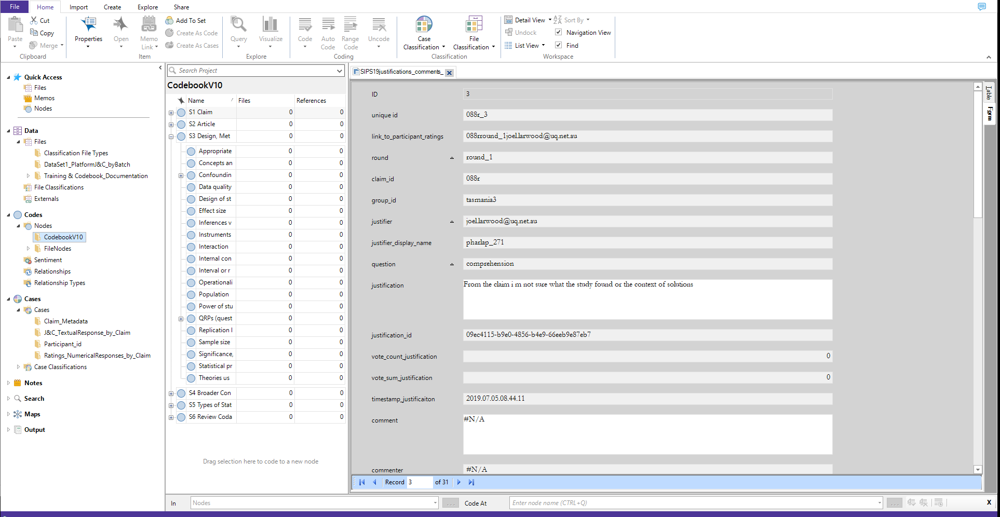 File Home Import Create Explore Share
Paste Cut Copy Merge Clipboard
Properties Open Memo Link Add To Set Create As Code Create As Cases Item
Query Visualize Explore
Code Auto Code Range Code Uncode Coding
Case Classification File Classification Classification
Detail View Sort By Undock Navigation View List View Find Workspace
Quick Access
Files
Memos
Nodes
Data
Files
Classification File Types
DataSet1_PlatformJ&C_byBatch
Training & Codebook_Documentation
File Classifications
Externals
Codes
Nodes
CodebookV10
FileNodes
Sentiment
Relationships
Relationship Types
Cases
Cases
Claim_Metadata
J&C_TextualResponse_by_Claim
Participant_id
Ratings_NumericalResponses_by_Claim
Case Classifications
Notes
Search
Maps
Output
Search Project
CodebookV10
Name Files References
S1 Claim 0 0
S2 Article 0 0
S3 Design, Met 0 0
Appropriate 0 0
Concepts an 0 0
Confoundin 0 0
Data quality 0 0
Design of st 0 0
Effect size 0 0
Inferences v 0 0
Instruments 0 0
Interaction 0 0
Internal con 0 0
Interval or r 0 0
Operationali 0 0
Population 0 0
Power of stu 0 0
QRPs (quest 0 0
Replication l 0 0
Sample size 0 0
Significance, 0 0
Statistical pr 0 0
Theories us 0 0
S4 Broader Con 0 0
S5 Types of Stat 0 0
S6 Review Coda 0 0
Drag selection here to code to a new node
SIPS19justifications_comments_
ID 3
unique id 088r_3
link_to_participant_ratings 088rround_1joel.larwood@uq.net.au
round round_1
claim_id 088r
group_id tasmania3
justifier joel.larwood@uq.net.au
justifier_display_name pharlap_271
question comprehension
justification From the claim i m not sure what the study found or the context of solutions
justification_id 09ec4115-b9e0-4856-b4e9-66eeb9e87eb7
vote_count_justification 0
vote_sum_justification 0
timestamp_justificaiton 2019.07.05.08.44.11
comment #N/A
commenter #N/A
Record 3 of 31
Table
Form
In Nodes ... Code At Enter node name (CTRL+Q) ... X